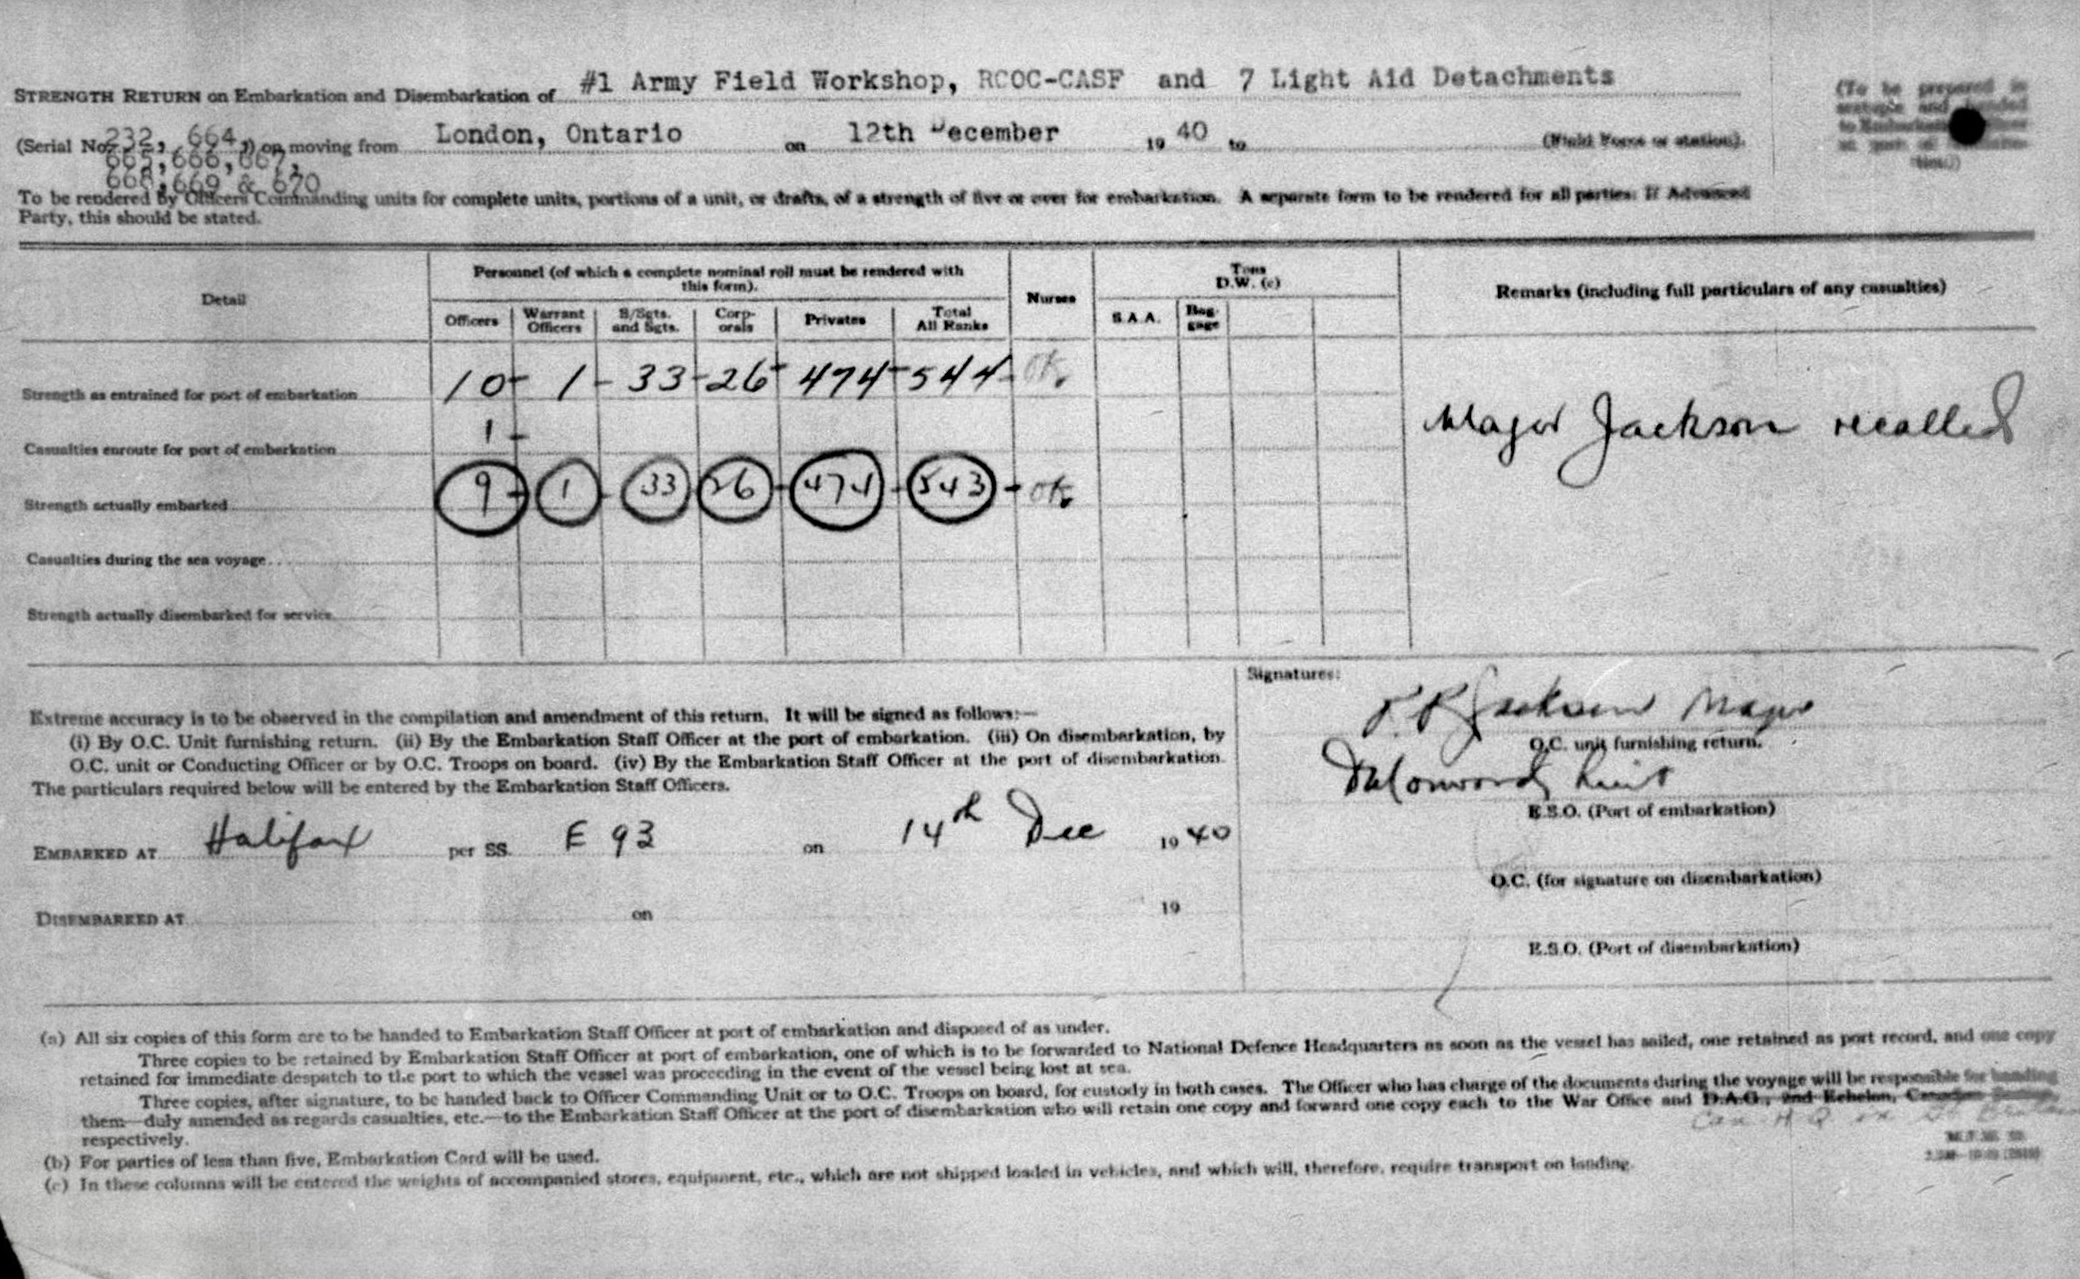 STRENGTH RETURN on Embarkation and Disembarkation of #1 Army Field Workshop, RCOC-CASF and 7 Light Aid Detachments
(To be prepared in
and handed
to Embarkation Officer
at port of
(Serial No. 232, 664, ) on moving from London, Ontario on 12th December 1940 to (Field Force or station).
665, 666, 667,
668, 669 & 670
To be rendered by Officers Commanding units for complete units, portions of a unit, or drafts, of a strength of five or over for embarkation. A separate form to be rendered for all parties. If Advanced
Party, this should be stated.
Detail
Personnel (of which a complete nominal roll must be rendered with
this form).
Nurses
Tons
D.W. (c)
Remarks (including full particulars of any casualties)
Officers Warrant Officers S/Sgts. and Sgts. Corp-orals Privates Total All Ranks S.A.A. Bag-gage
Strength as entrained for port of embarkation 10 - 1 - 33 - 26 - 474 - 544 - OK.
Casualties enroute for port of embarkation 1 - Major Jackson recalled
Strength actually embarked 9 - 1 - 33 26 - 474 - 543 - OK.
Casualties during the sea voyage...
Strength actually disembarked for service
Signatures:
Extreme accuracy is to be observed in the compilation and amendment of this return. It will be signed as follows:—
(i) By O.C. Unit furnishing return. (ii) By the Embarkation Staff Officer at the port of embarkation. (iii) On disembarkation, by
O.C. unit or Conducting Officer or by O.C. Troops on board. (iv) By the Embarkation Staff Officer at the port of disembarkation.
The particulars required below will be entered by the Embarkation Staff Officers.
Jackson Major
O.C. unit furnishing return.
E.S.O. (Port of embarkation)
EMBARKED AT Halifax per SS. E 93 on 14th Dec 1940
O.C. (for signature on disembarkation)
DISEMBARKED AT on 19
E.S.O. (Port of disembarkation)
(a) All six copies of this form are to be handed to Embarkation Staff Officer at port of embarkation and disposed of as under.
Three copies to be retained by Embarkation Staff Officer at port of embarkation, one of which is to be forwarded to National Defence Headquarters as soon as the vessel has sailed, one retained as port record, and one copy
retained for immediate despatch to the port to which the vessel was proceeding in the event of the vessel being lost at sea.
Three copies, after signature, to be handed back to Officer Commanding Unit or to O.C. Troops on board, for custody in both cases. The Officer who has charge of the documents during the voyage will be responsible for handing
them—duly amended as regards casualties, etc.—to the Embarkation Staff Officer at the port of disembarkation who will retain one copy and forward one copy each to the War Office and D.A.G., 2nd Echelon, Canadian
respectively.
(b) For parties of less than five, Embarkation Card will be used.
(c) In these columns will be entered the weights of accompanied stores, equipment, etc., which are not shipped loaded in vehicles, and which will, therefore, require transport on landing.